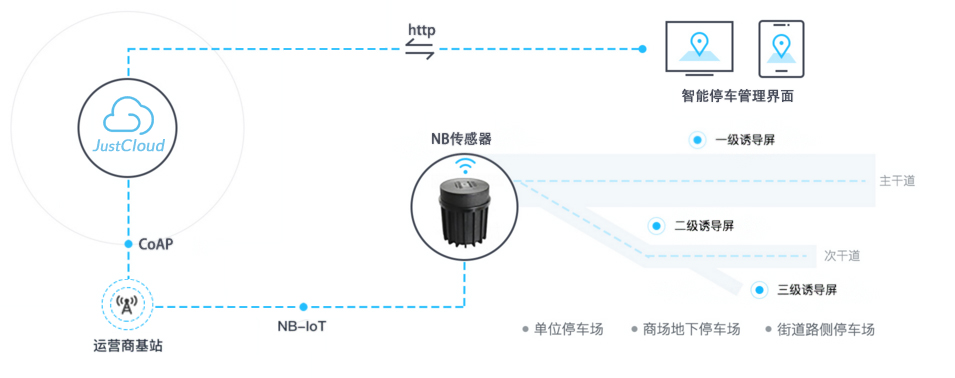 http
智能停车管理界面
JustCloud
NB传感器
一级诱导屏
主干道
二级诱导屏
CoAP
次干道
三级诱导屏
NB-IoT
单位停车场 商场地下停车场 街道路侧停车场
运营商基站